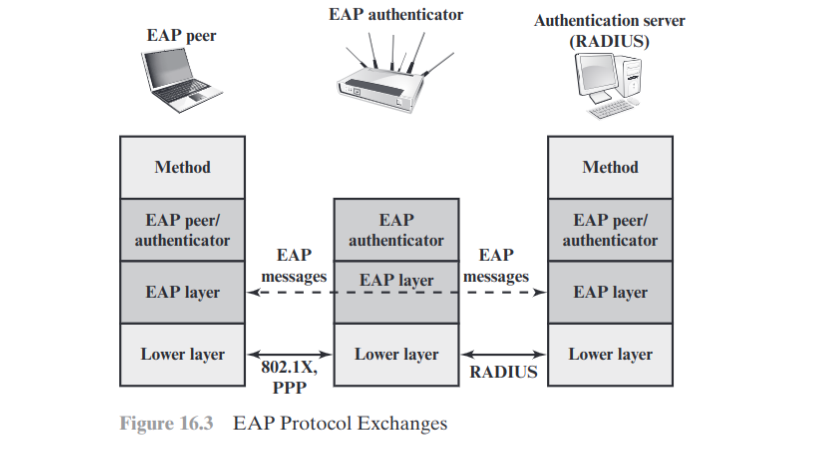 EAP peer
EAP authenticator
Authentication server
(RADIUS)
Method
EAP peer/
authenticator
EAP layer
Lower layer
EAP
messages
802.1X,
PPP
EAP
authenticator
EAP layer
Lower layer
EAP
messages
RADIUS
Method
EAP peer/
authenticator
EAP layer
Lower layer
Figure 16.3 EAP Protocol Exchanges